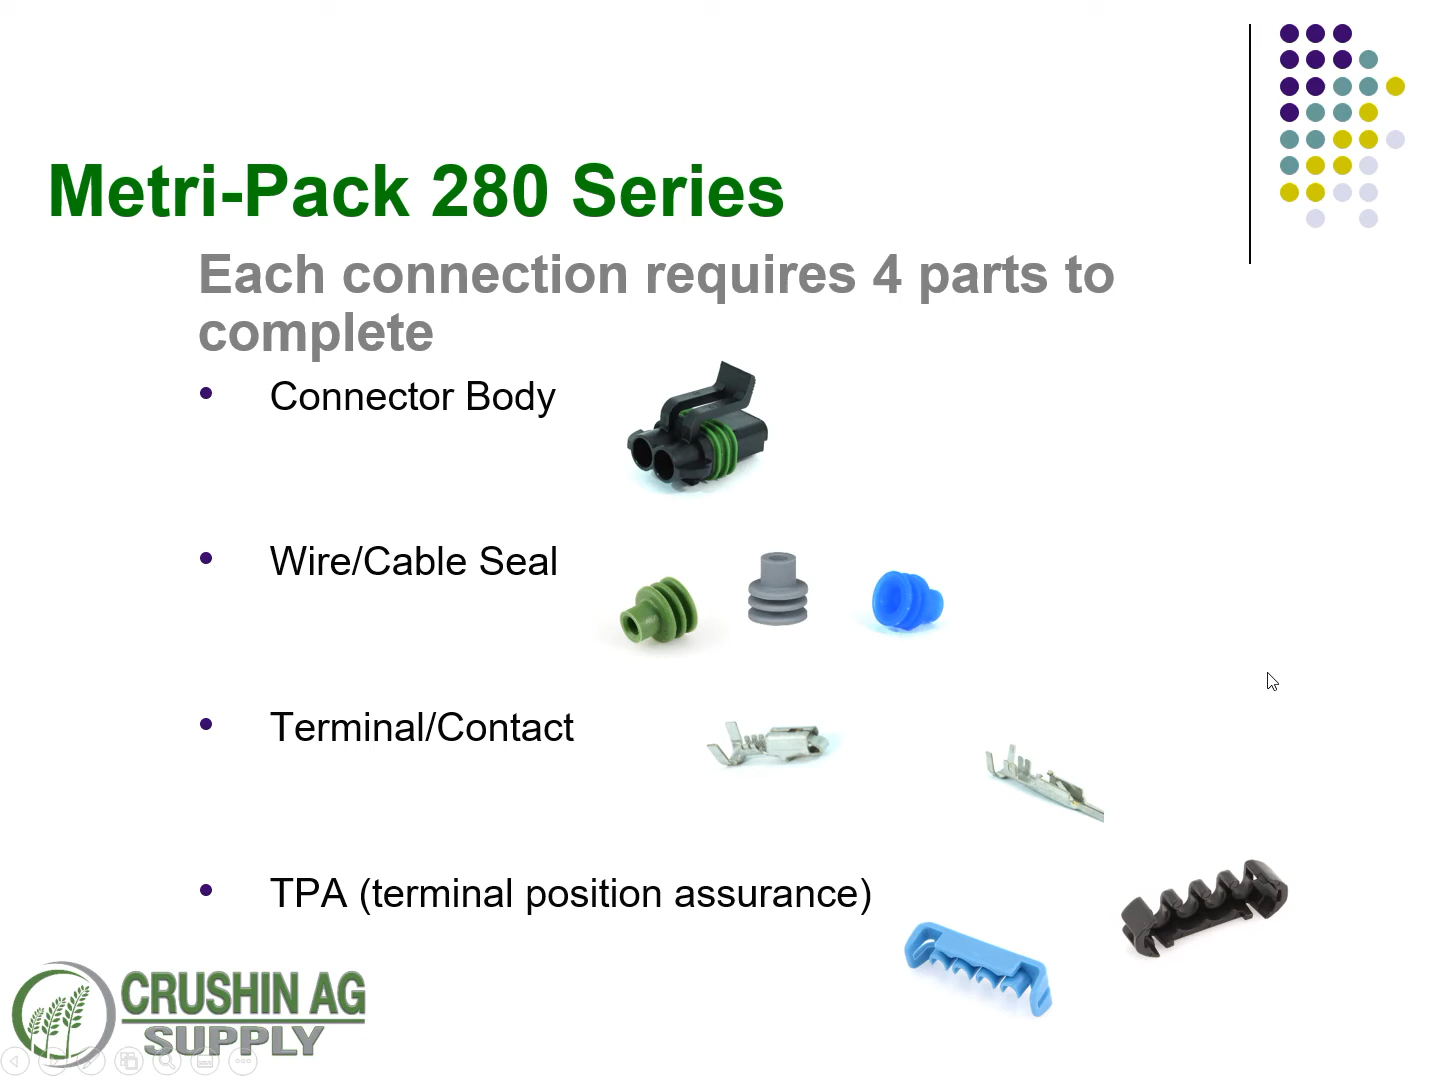 Metri-Pack 280 Series
Each connection requires 4 parts to
complete
• Connector Body
• Wire/Cable Seal
• Terminal/Contact
• TPA (terminal position assurance)
CRUSHIN AG
SUPPLY